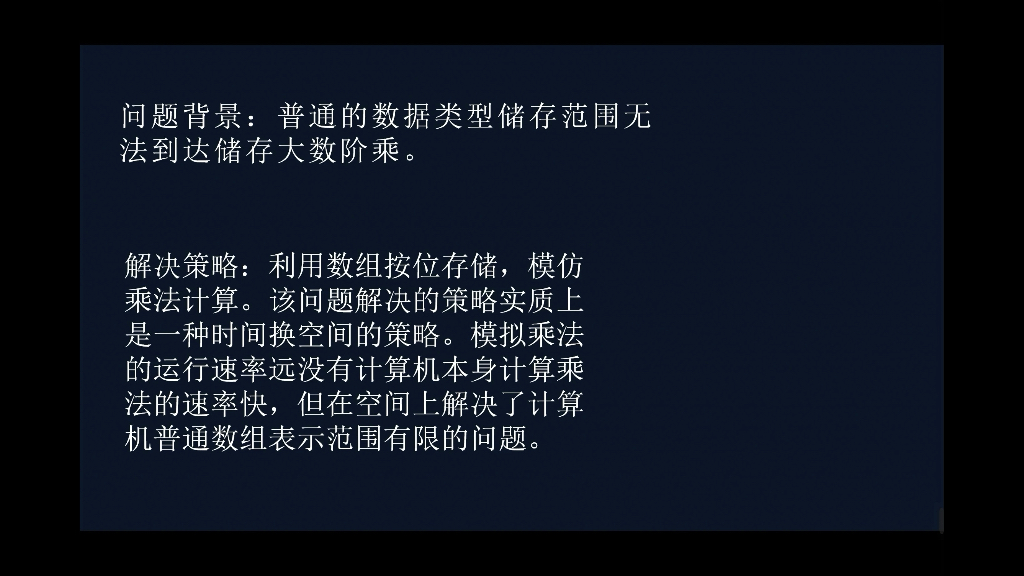 问题背景：普通的数据类型储存范围无
法到达储存大数阶乘。
解决策略：利用数组按位存储，模仿
乘法计算。该问题解决的策略实质上
是一种时间换空间的策略。模拟乘法
的运行速率远没有计算机本身计算乘
法的速率快，但在空间上解决了计算
机普通数组表示范围有限的问题。